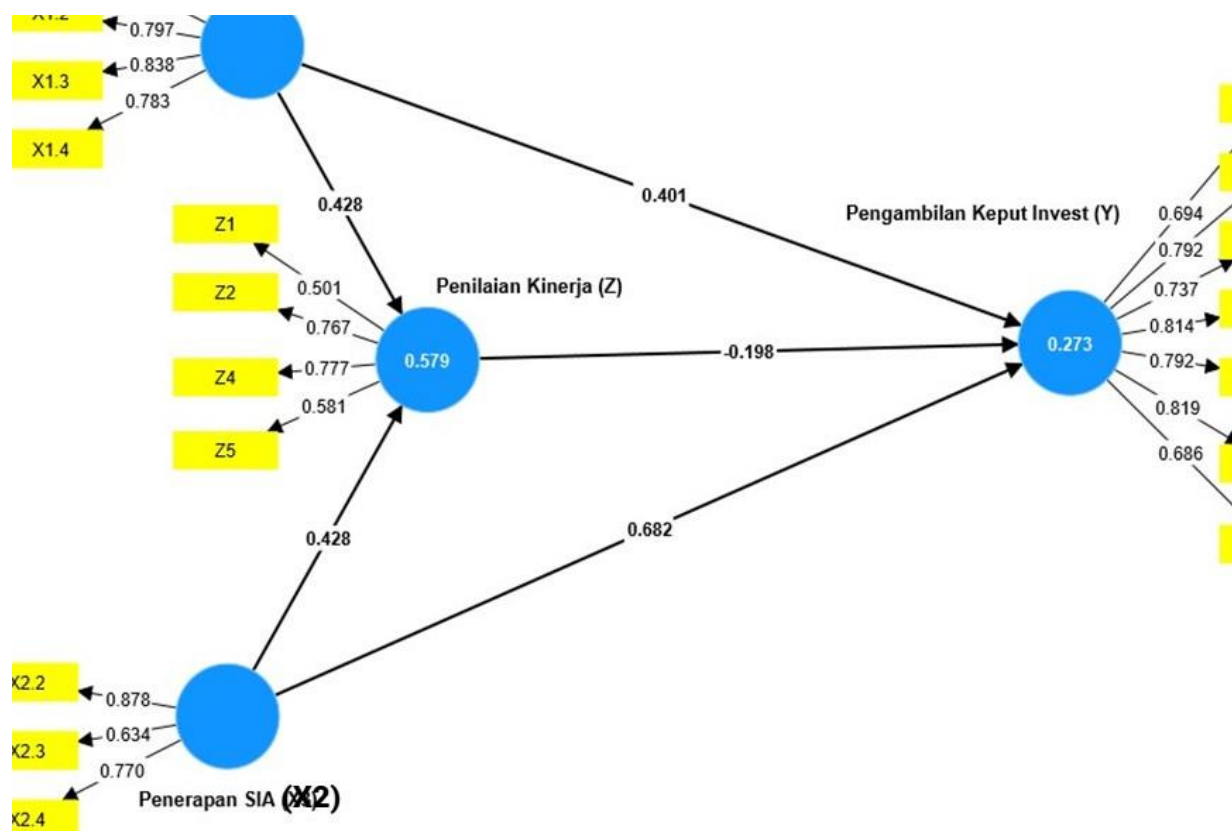 X1.2
0.797
0.838
X1.3
0.783
X1.4
0.428
0.401
Pengambilan Keput Invest (Y)
Z1
0.501
Z2
0.767
Z4
0.777
0.581
Z5
Penilaian Kinerja (Z)
0.579
-0.198
0.273
0.694
0.792
0.737
0.814
0.792
0.819
0.686
0.428
0.682
X2.2
0.878
0.634
X2.3
0.770
X2.4
Penerapan SIA (X2)